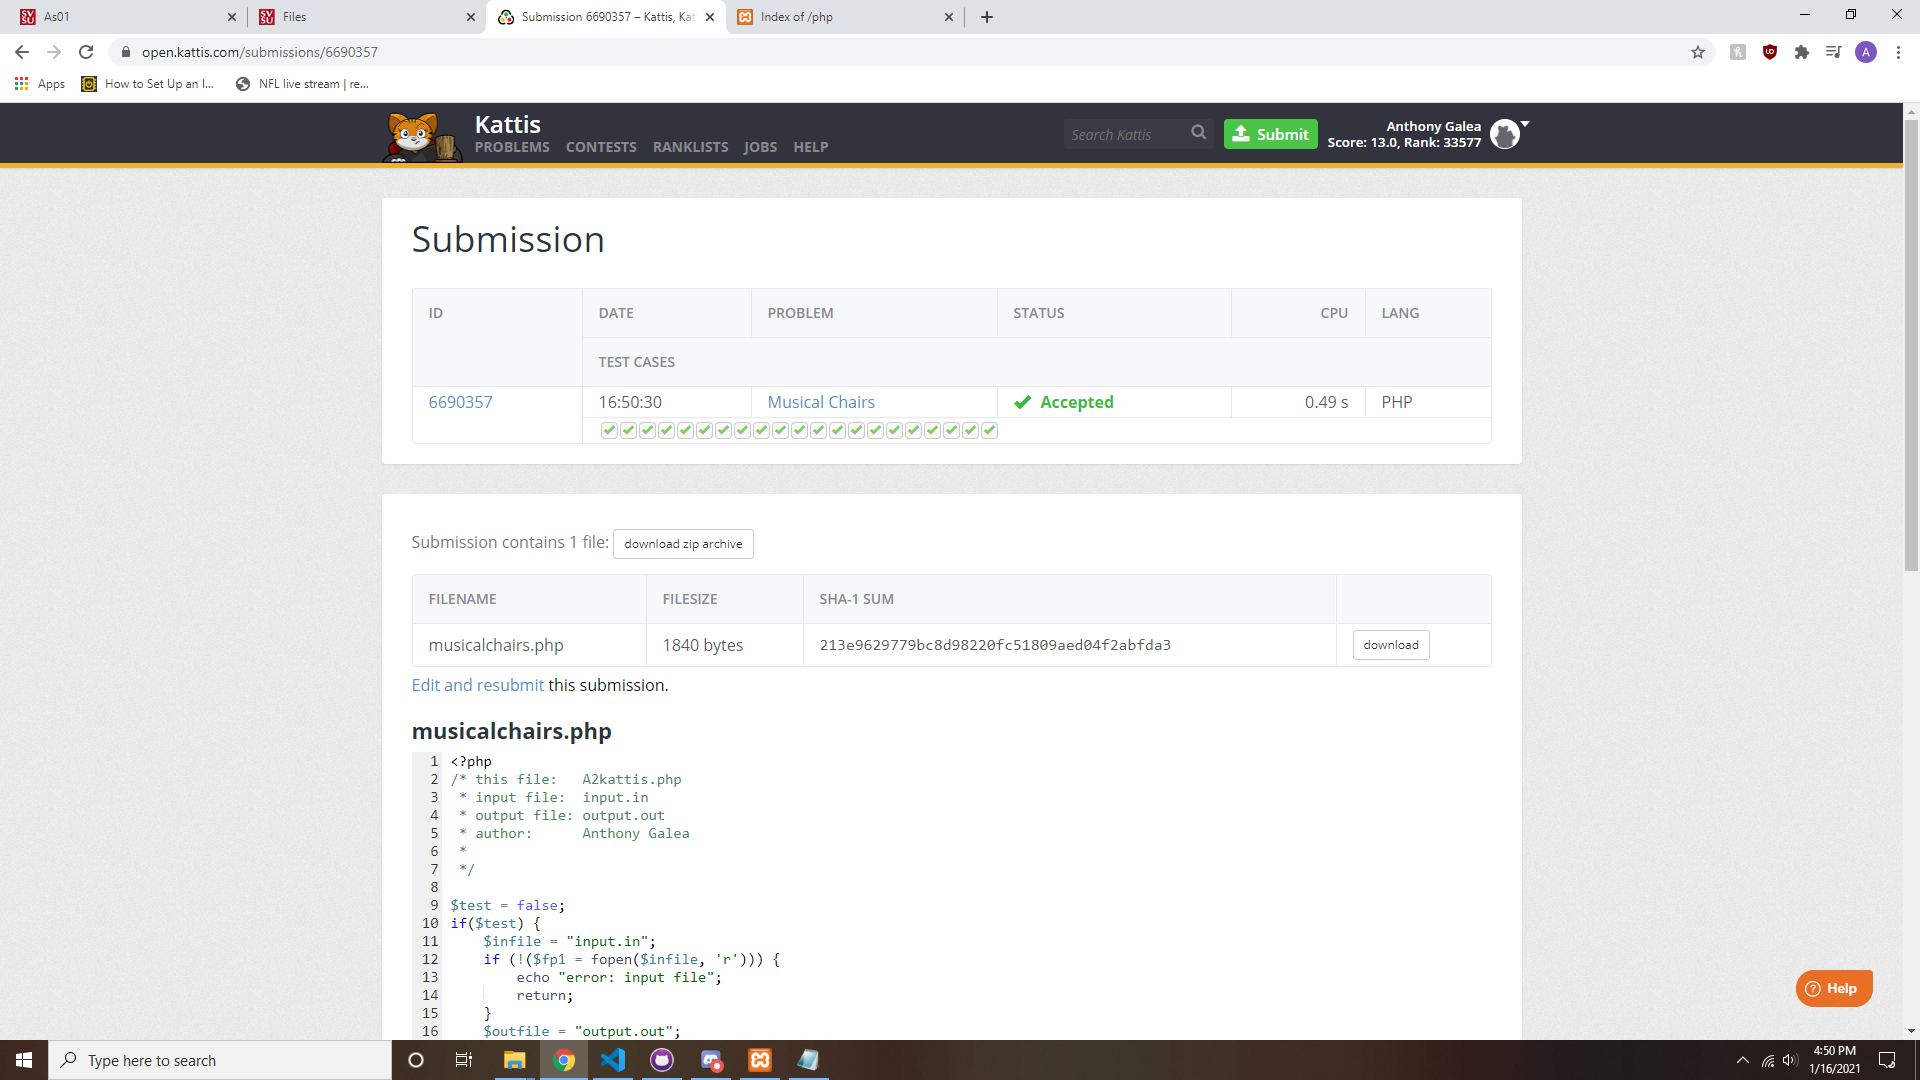 As01
Files
Submission 6690357 – Kattis, Kat
Index of /php
open.kattis.com/submissions/6690357
A
Apps
How to Set Up an I...
NFL live stream | re...
Kattis
PROBLEMS CONTESTS RANKLISTS JOBS HELP
Search Kattis
Submit
Anthony Galea
Score: 13.0, Rank: 33577
Submission
ID DATE PROBLEM STATUS CPU LANG
TEST CASES
6690357 16:50:30 Musical Chairs Accepted 0.49 s PHP
Submission contains 1 file: download zip archive
FILENAME FILESIZE SHA-1 SUM
musicalchairs.php 1840 bytes 213e9629779bc8d98220fc51809aed04f2abfda3 download
Edit and resubmit this submission.
musicalchairs.php
1 <?php
2 /* this file:   A2kattis.php
3  * input file:  input.in
4  * output file: output.out
5  * author:      Anthony Galea
6  *
7  */
8
9 $test = false;
10 if($test) {
11     $infile = "input.in";
12     if (!($fp1 = fopen($infile, 'r'))) {
13         echo "error: input file";
14         return;
15     }
16     $outfile = "output.out";
Help
Type here to search
4:50 PM
1/16/2021